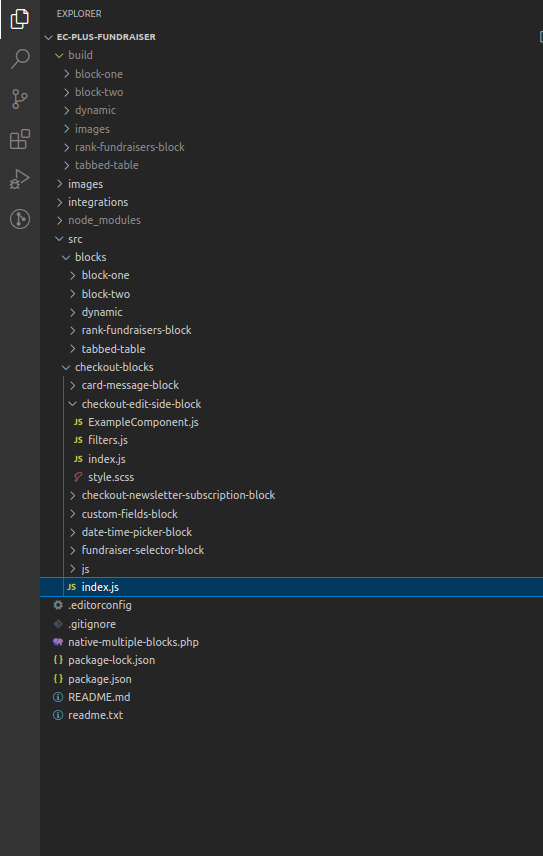 EXPLORER
EC-PLUS-FUNDRAISER
build
block-one
block-two
dynamic
images
rank-fundraisers-block
tabbed-table
images
integrations
node_modules
src
blocks
block-one
block-two
dynamic
rank-fundraisers-block
tabbed-table
checkout-blocks
card-message-block
checkout-edit-side-block
JS ExampleComponent.js
JS filters.js
JS index.js
style.scss
checkout-newsletter-subscription-block
custom-fields-block
date-time-picker-block
fundraiser-selector-block
js
JS index.js
.editorconfig
.gitignore
native-multiple-blocks.php
{} package-lock.json
{} package.json
README.md
readme.txt